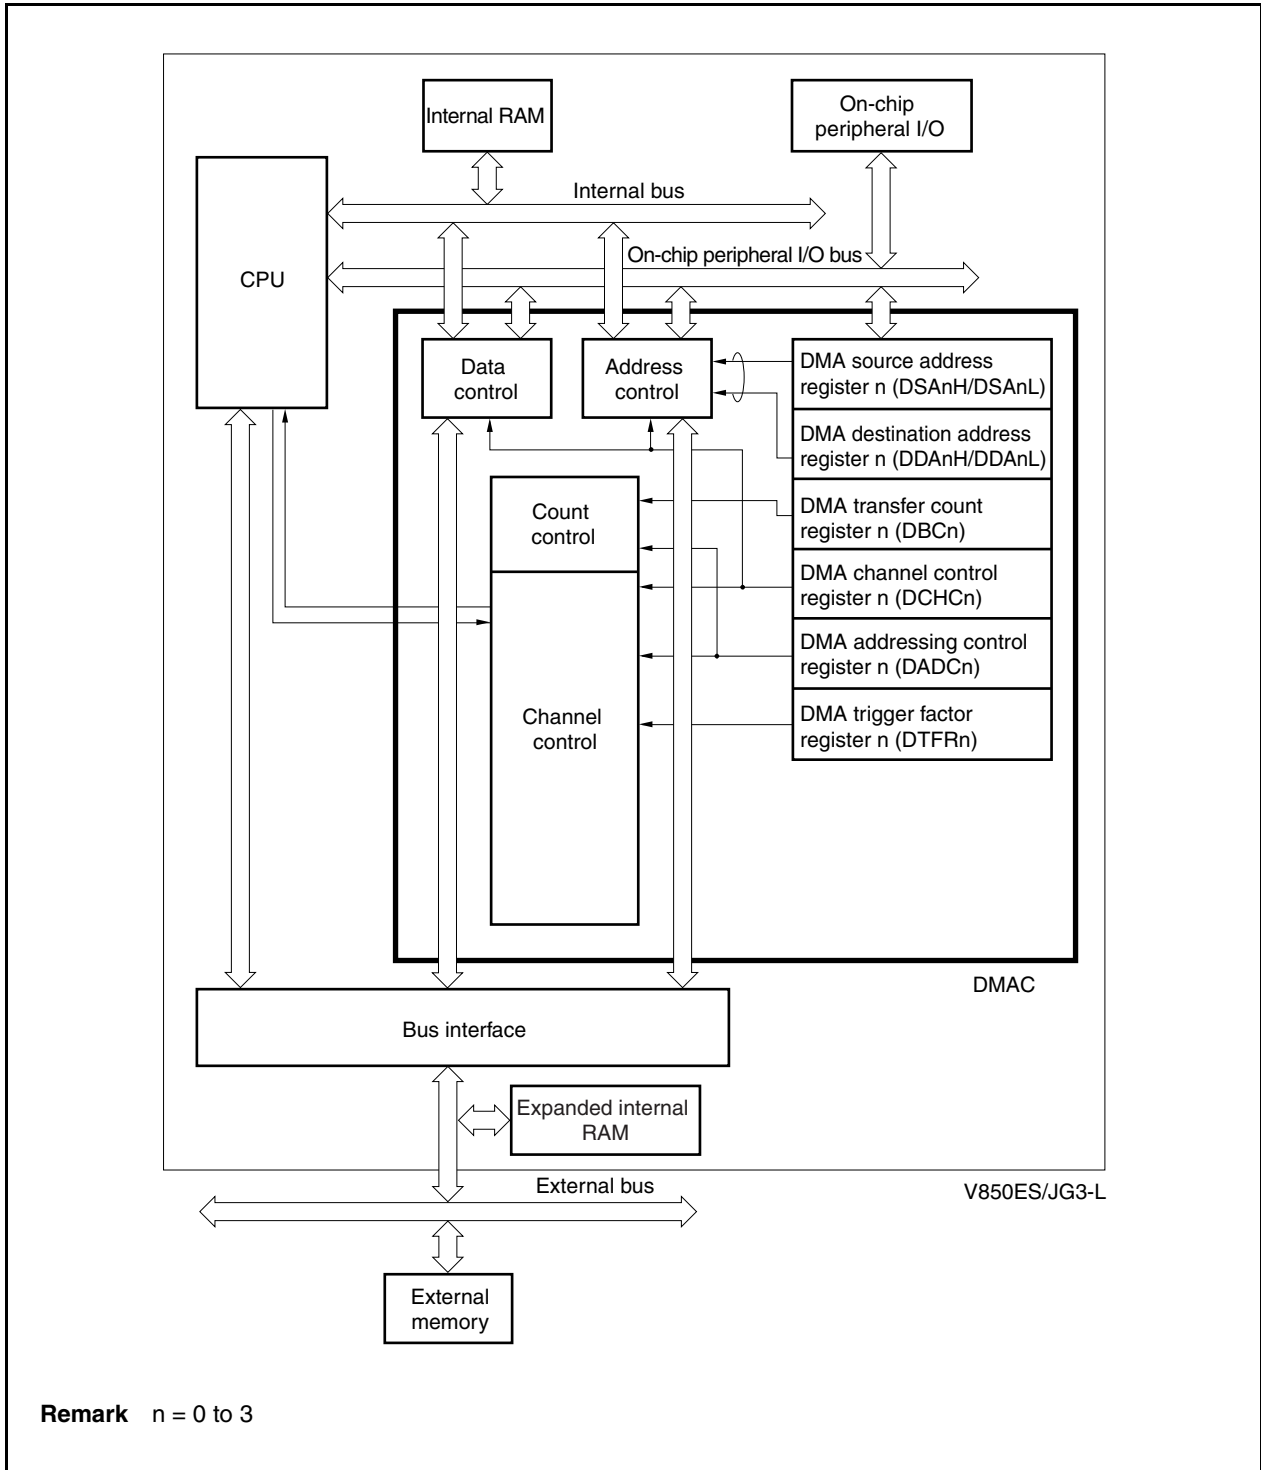 Internal RAM
On-chip
peripheral I/O
Internal bus
On-chip peripheral I/O bus
CPU
Data
control
Address
control
DMA source address
register n (DSAnH/DSAnL)
DMA destination address
register n (DDAnH/DDAnL)
Count
control
DMA transfer count
register n (DBCn)
DMA channel control
register n (DCHCn)
DMA addressing control
register n (DADCn)
Channel
control
DMA trigger factor
register n (DTFRn)
DMAC
Bus interface
Expanded internal
RAM
External bus
V850ES/JG3-L
External
memory
Remark n = 0 to 3